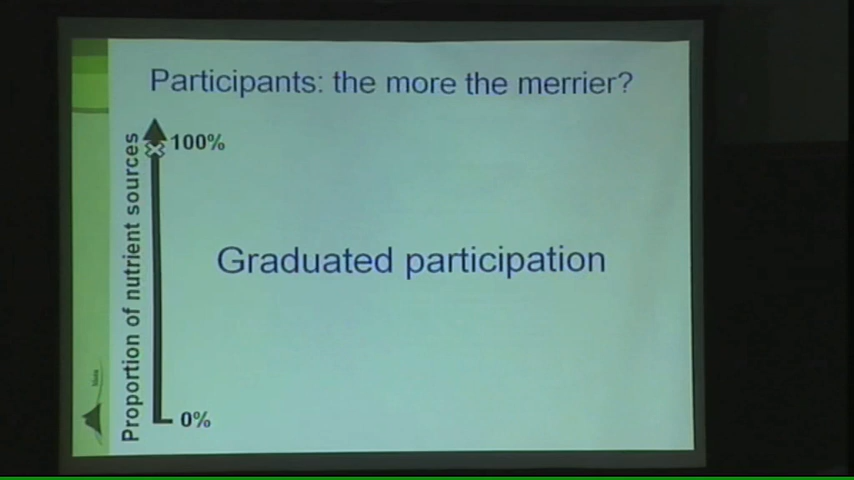 Participants: the more the merrier?
100%
Proportion of nutrient sources
Graduated participation
0%